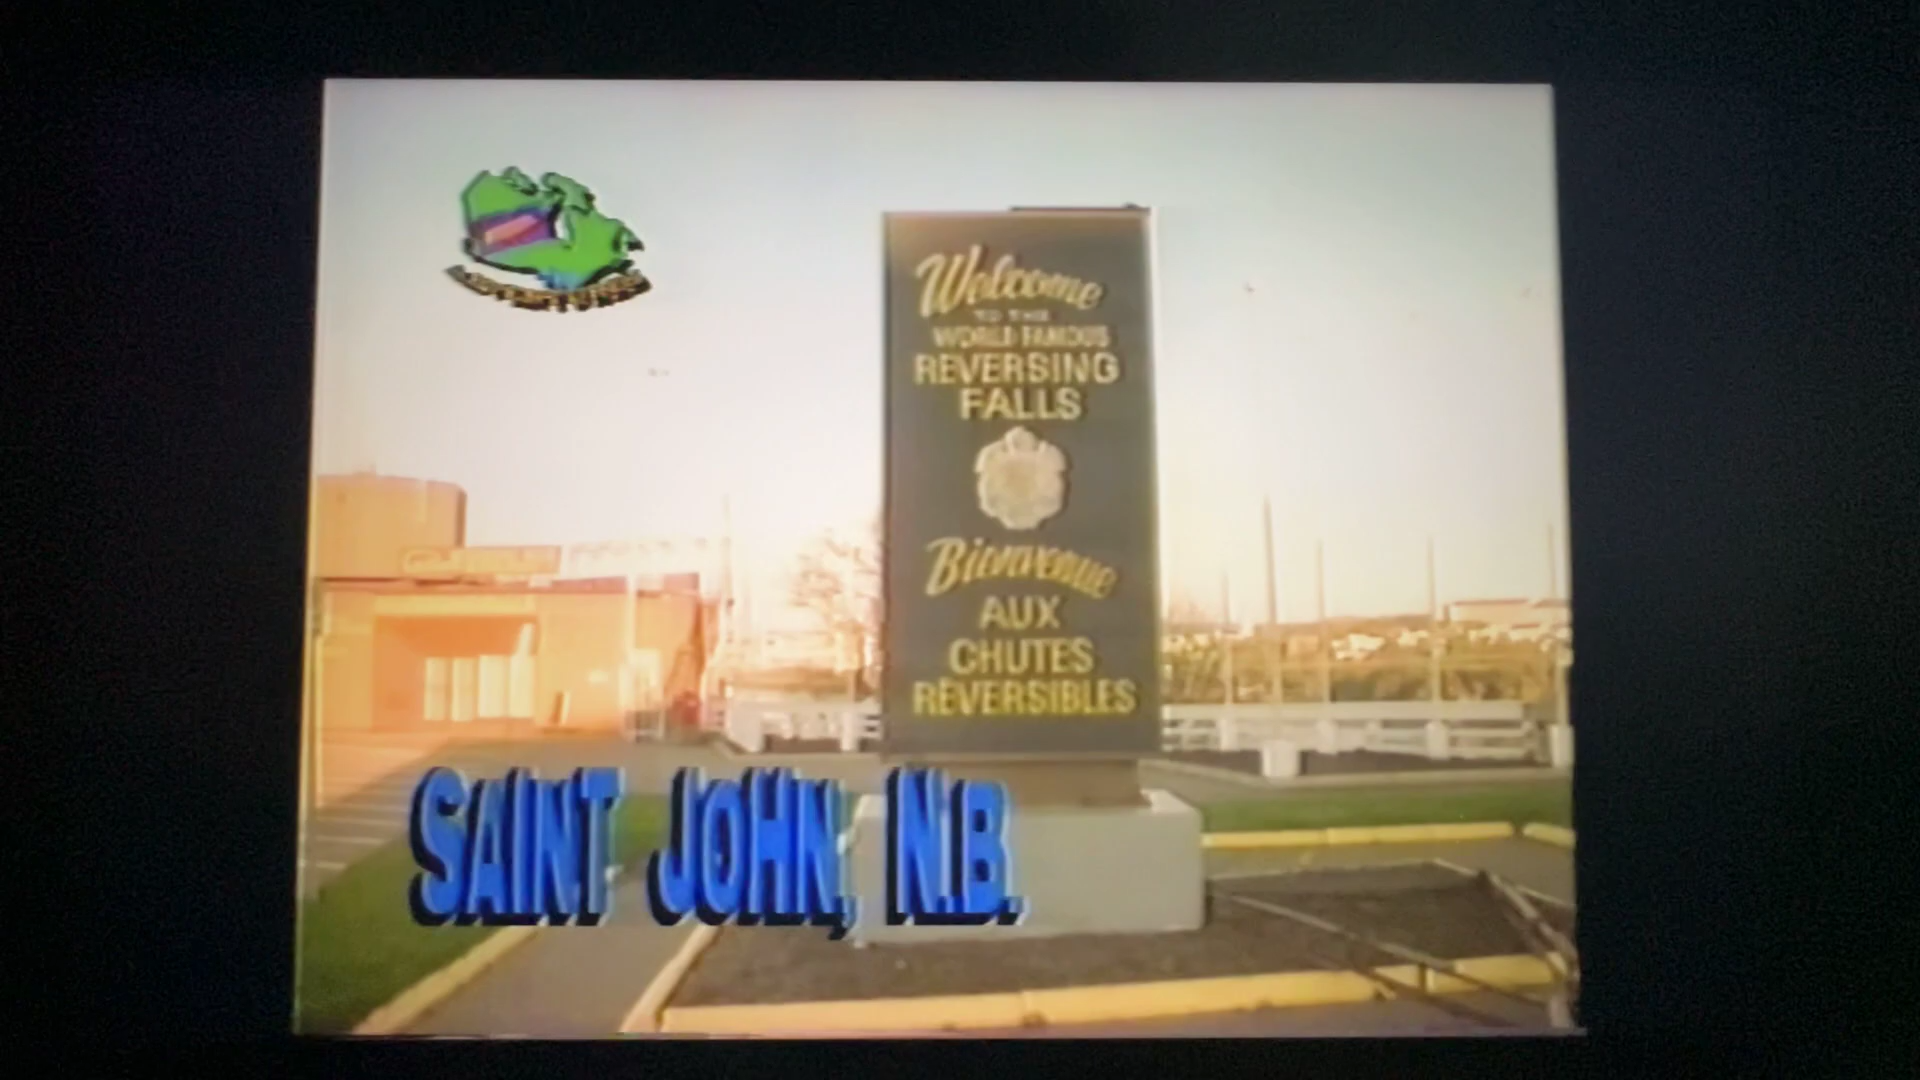 Welcome
TO THE
WORLD FAMOUS
REVERSING
FALLS
Bienvenue
AUX
CHUTES
REVERSIBLES
SAINT JOHN, N.B.